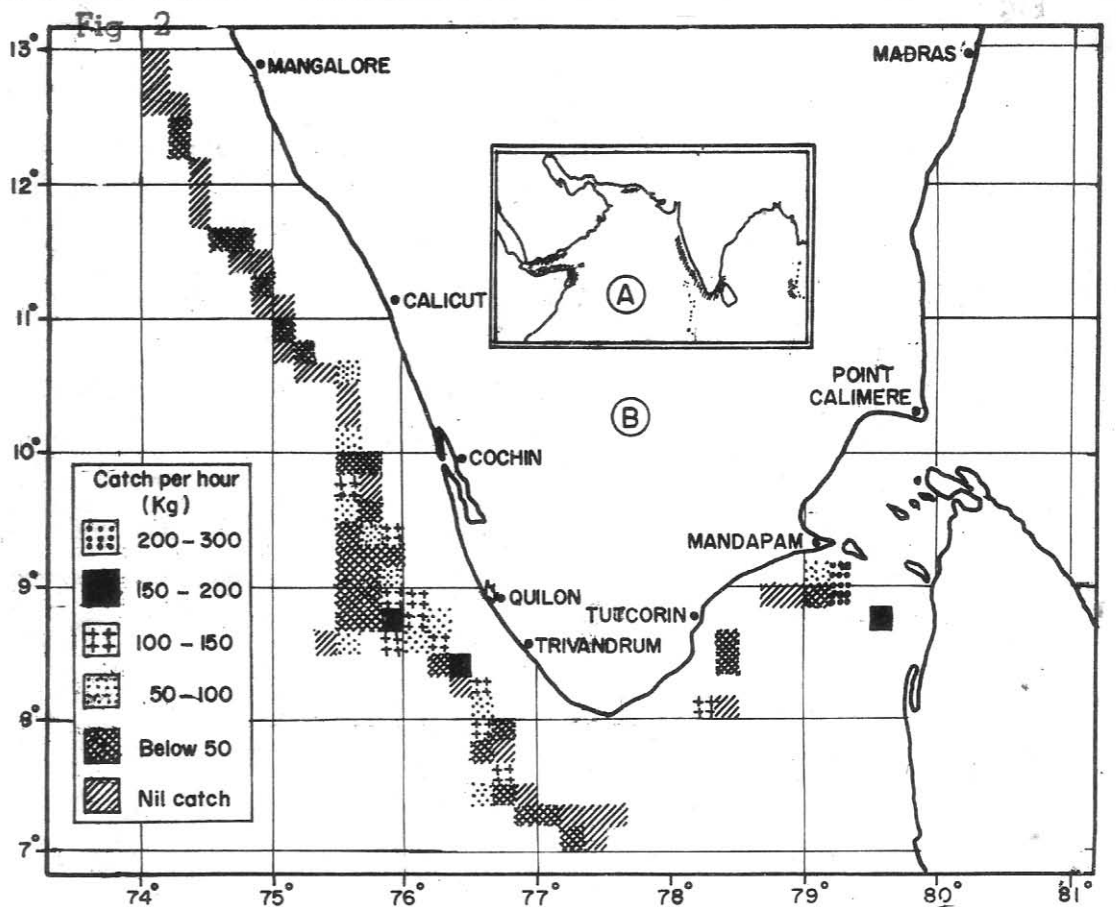 Fig 2
13°
12°
11°
10°
9°
8°
7°
MANGALORE
MADRAS
CALICUT
A
B
POINT
CALIMERE
COCHIN
MANDAPAM
QUILON
TUTCORIN
TRIVANDRUM
Catch per hour
(Kg)
200-300
150-200
100-150
50-100
Below 50
Nil catch
74° 75° 76° 77° 78° 79° 80° 81°